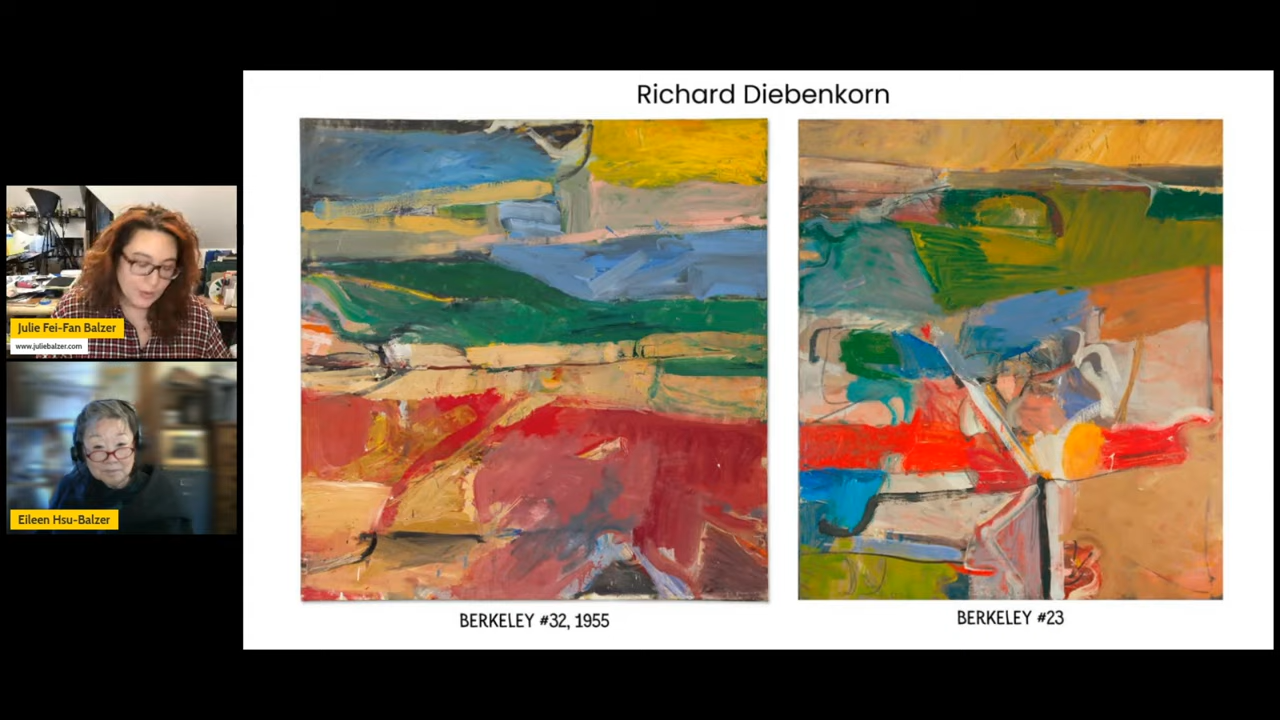 Richard Diebenkorn
BERKELEY #32, 1955
BERKELEY #23
Julie Fei-Fan Balzer
www.juliebalzer.com
Eileen Hsu-Balzer